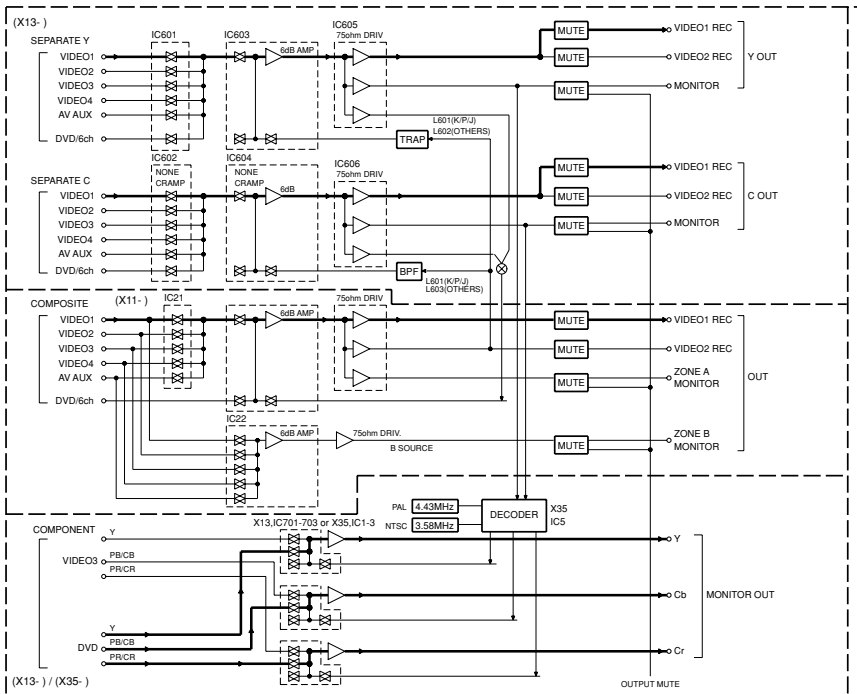 (X13- )
SEPARATE Y
IC601
IC603
6dB AMP
IC605
75ohm DRIV
VIDEO1
VIDEO2
VIDEO3
VIDEO4
AV AUX
DVD/6ch
MUTE
MUTE
MUTE
VIDEO1 REC
VIDEO2 REC
MONITOR
Y OUT
TRAP
L601(K/P/J)
L602(OTHERS)
SEPARATE C
IC602
NONE
CRAMP
IC604
NONE
CRAMP
6dB
IC606
75ohm DRIV
VIDEO1
VIDEO2
VIDEO3
VIDEO4
AV AUX
DVD/6ch
MUTE
MUTE
MUTE
VIDEO1 REC
VIDEO2 REC
MONITOR
C OUT
BPF
L601(K/P/J)
L603(OTHERS)
COMPOSITE
(X11- )
IC21
6dB AMP
75ohm DRIV
VIDEO1
VIDEO2
VIDEO3
VIDEO4
AV AUX
DVD/6ch
MUTE
MUTE
MUTE
MUTE
VIDEO1 REC
VIDEO2 REC
ZONE A
MONITOR
OUT
ZONE B
MONITOR
IC22
6dB AMP
75ohm DRIV.
B SOURCE
PAL
4.43MHz
NTSC
3.58MHz
DECODER
X35
IC5
COMPONENT
X13,IC701-703 or X35,IC1-3
VIDEO3
Y
PB/CB
PR/CR
DVD
Y
PB/CB
PR/CR
Y
Cb
Cr
MONITOR OUT
OUTPUT MUTE
(X13- ) / (X35- )